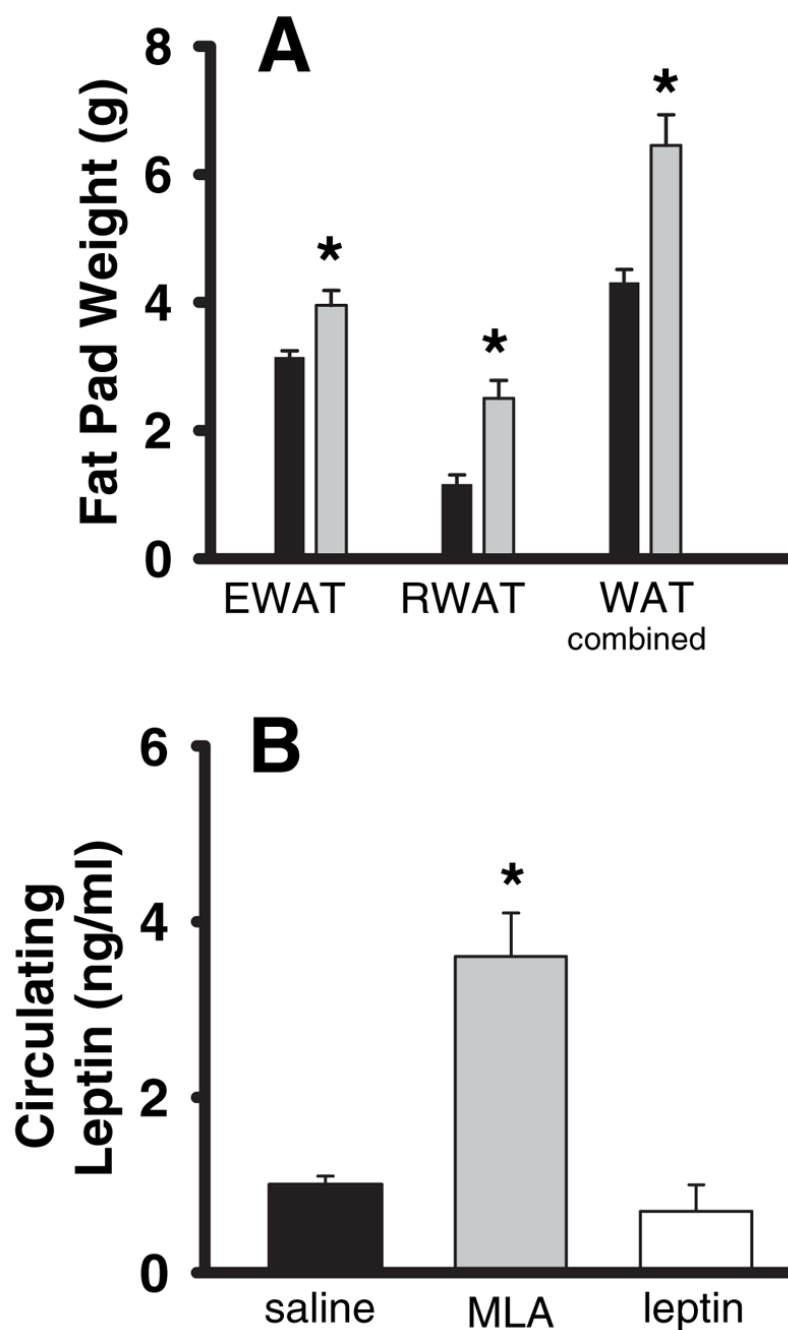 A
Fat Pad Weight (g)
8
6
4
2
0
*
*
*
EWAT RWAT WAT
combined
B
Circulating
Leptin (ng/ml)
6
4
2
0
*
saline MLA leptin